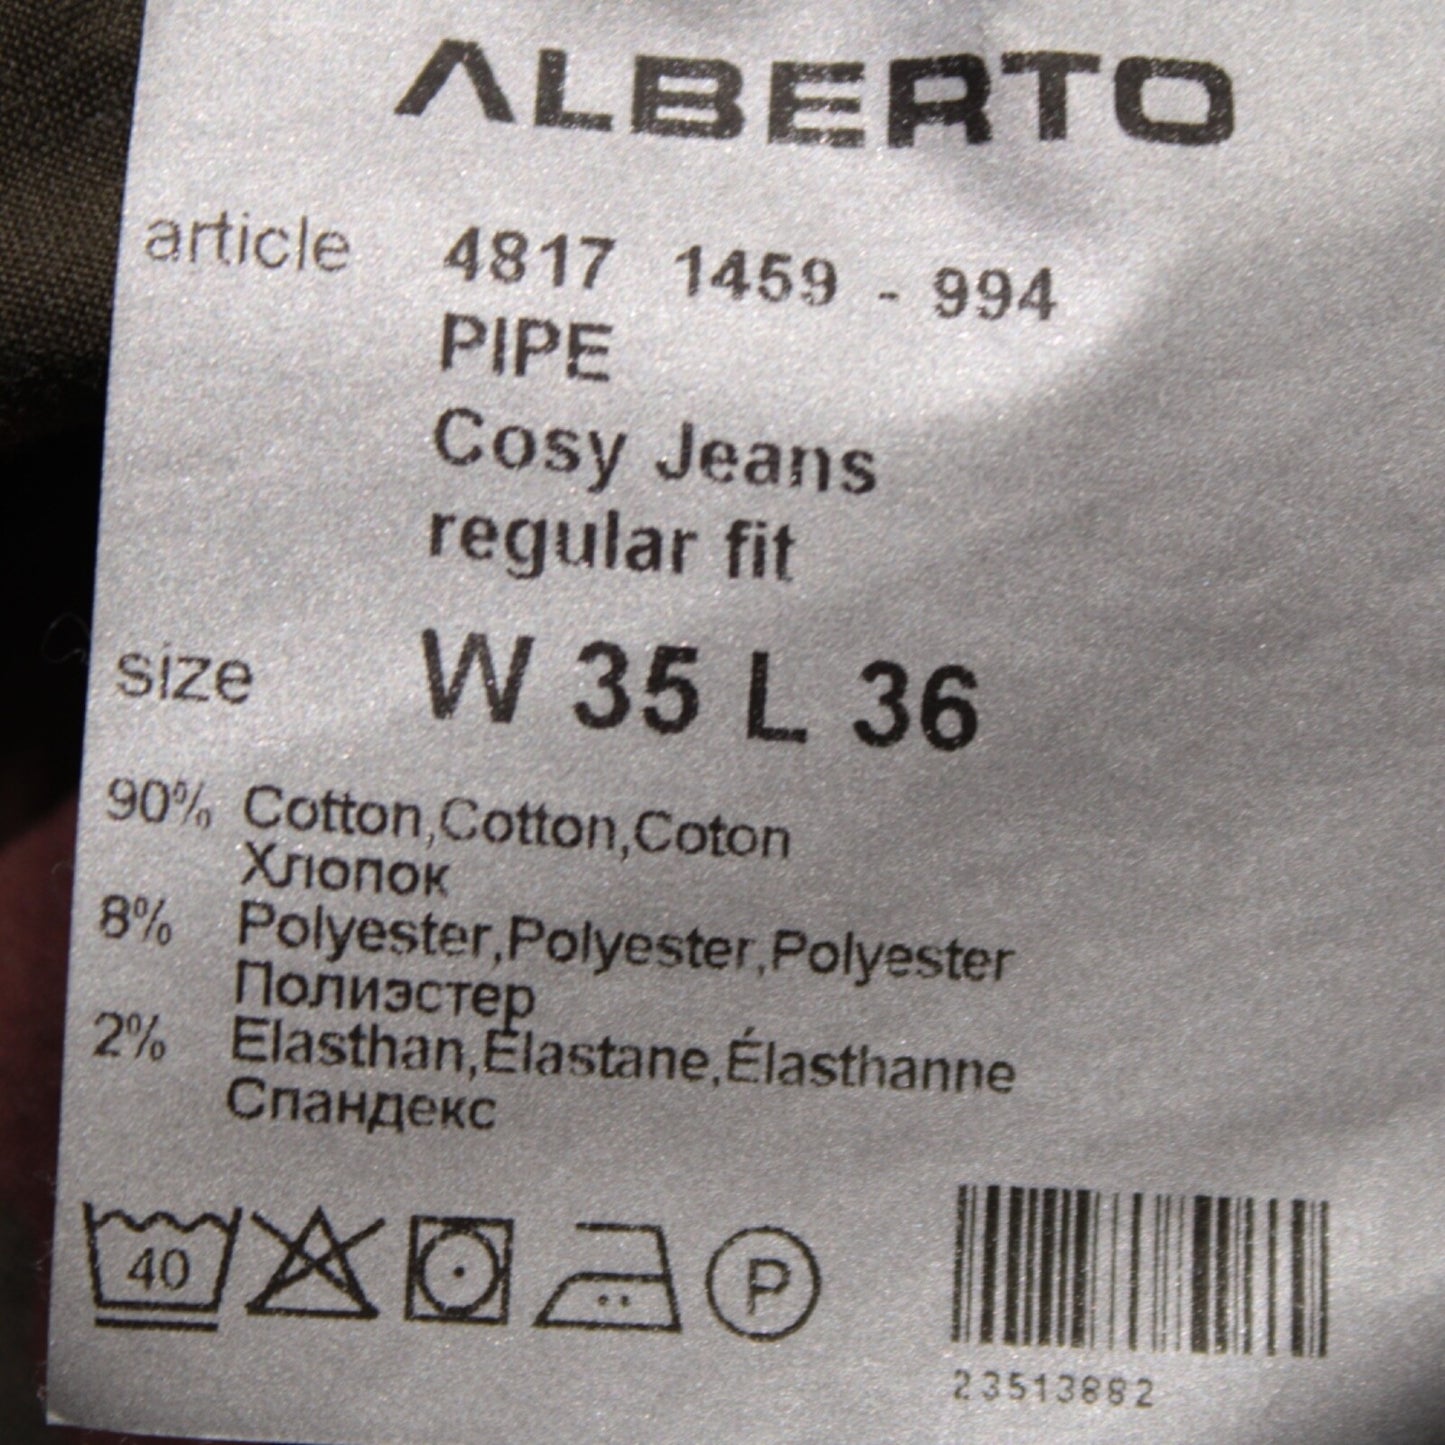 ALBERTO
article 4817 1459 - 994
PIPE
Cosy Jeans
regular fit
size W 35 L 36
90% Cotton,Cotton,Coton
Хлопок
8% Polyester,Polyester,Polyester
Полиэстер
2% Elasthan,Elastane,Élasthanne
Спандекс
40
P
23513882